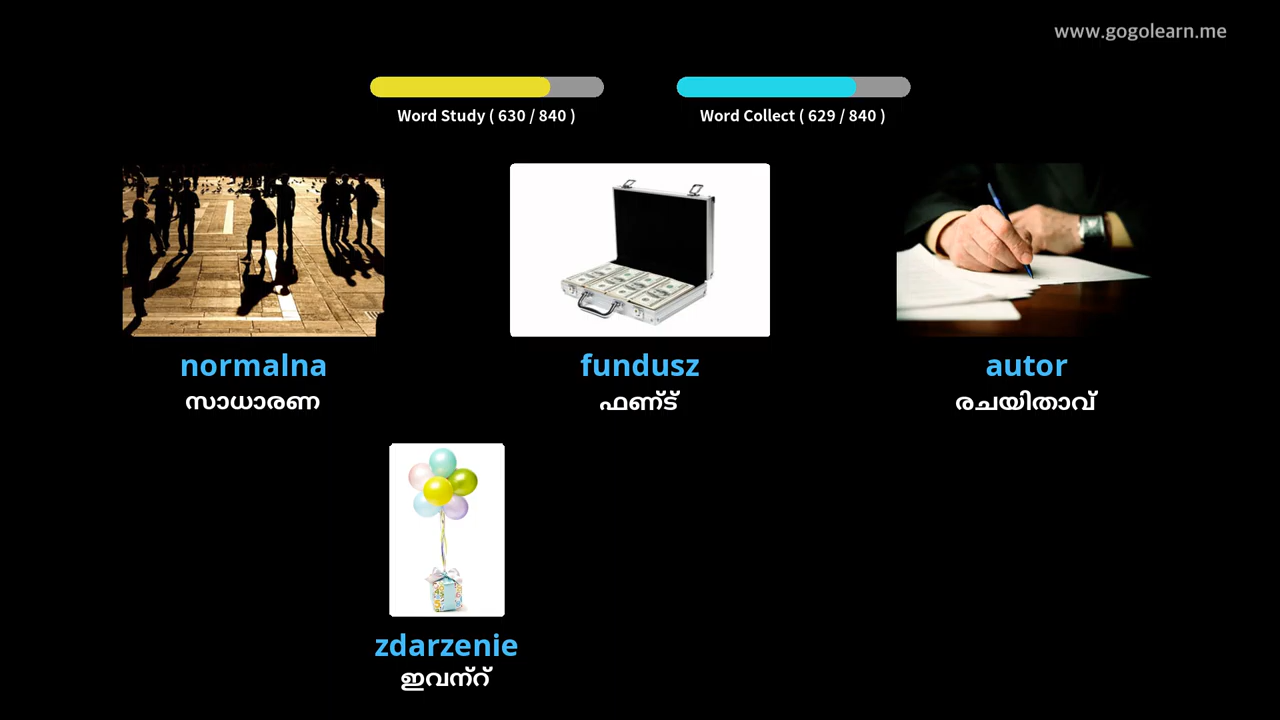 www.gogolearn.me
Word Study ( 630 / 840 )
Word Collect ( 629 / 840 )
normalna
സാധാരണ
fundusz
ഫണ്ട്
autor
രചയിതാവ്
zdarzenie
ഇവന്റ്